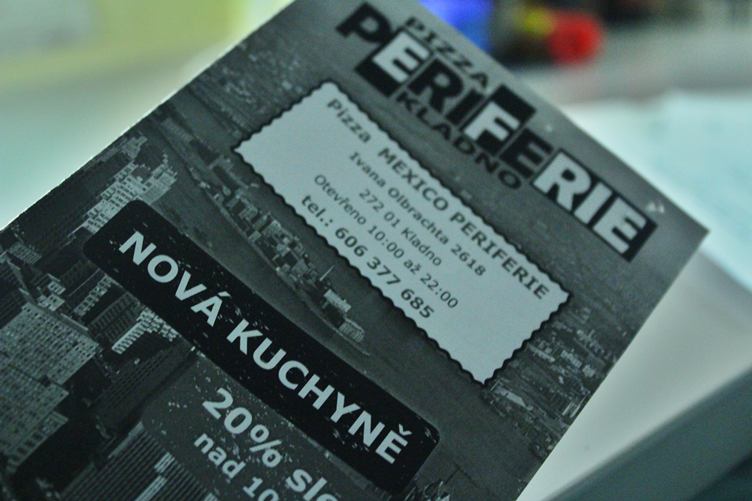 PIZZA
PERIFERIE
KLADNO
Pizza MEXICO PERIFERIE
Ivana Olbrachta 2618
272 01 Kladno
Otevřeno 10:00 až 22:00
tel.: 606 377 685
NOVÁ KUCHYNĚ
20%
nad